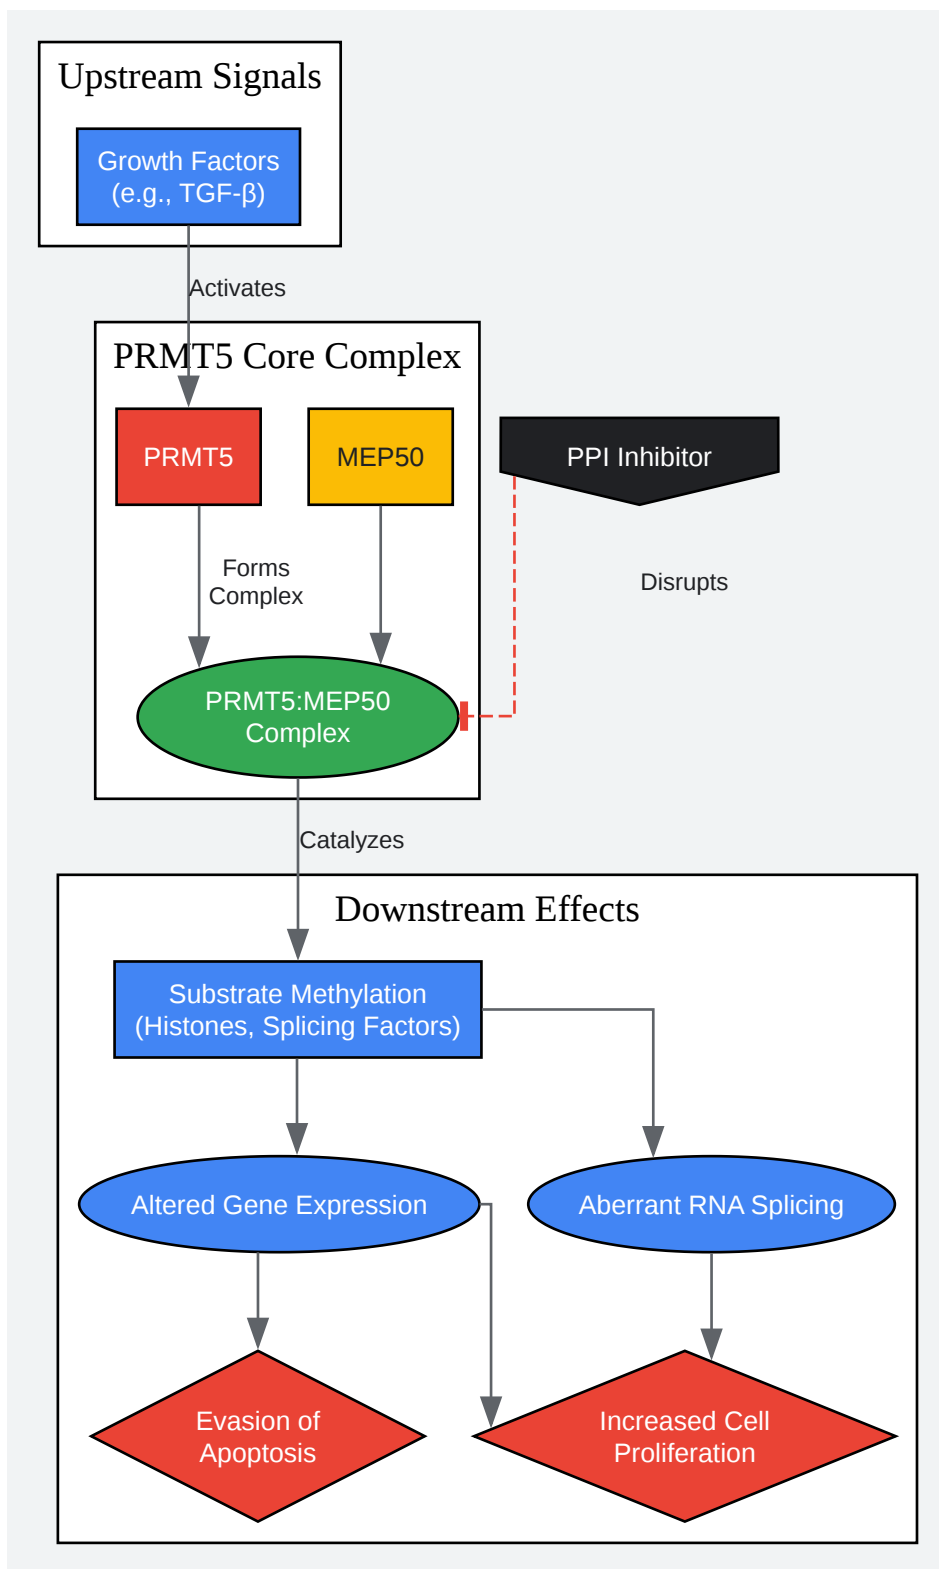 Upstream Signals
Growth Factors
(e.g., TGF-β)
Activates
PRMT5 Core Complex
PRMT5
MEP50
PPI Inhibitor
Forms
Complex
Disrupts
PRMT5:MEP50
Complex
Catalyzes
Downstream Effects
Substrate Methylation
(Histones, Splicing Factors)
Altered Gene Expression
Aberrant RNA Splicing
Evasion of
Apoptosis
Increased Cell
Proliferation